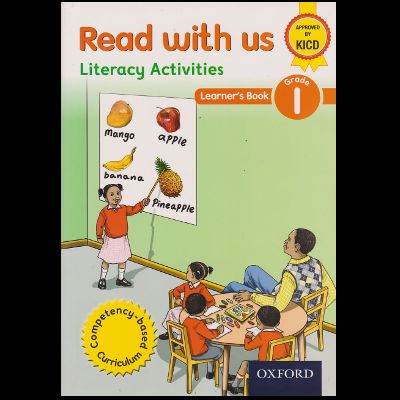 Read with us
APPROVED
BY
KICD
Literacy Activities
Grade
Learner's Book 1
Mango
apple
banana
Pineapple
Competency-based
Curriculum
OXFORD